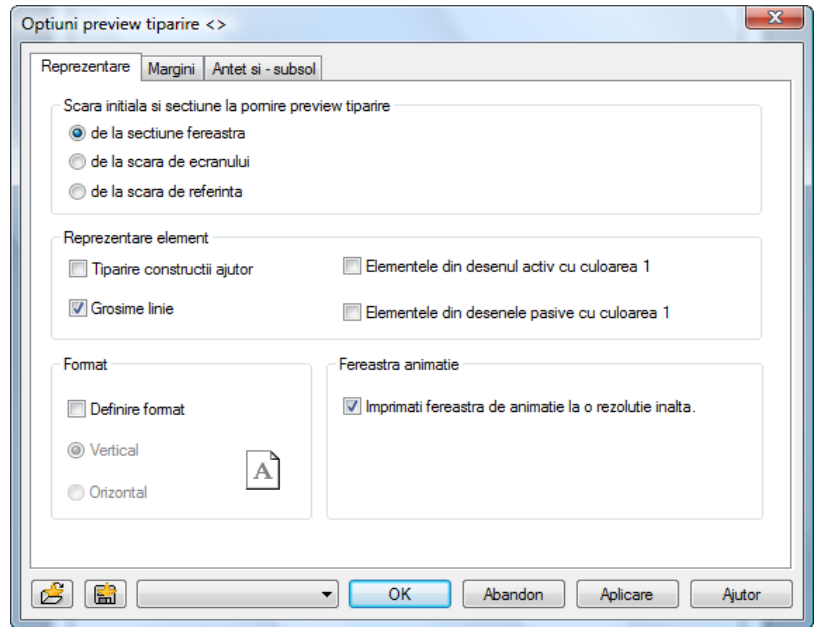 Optiuni preview tiparire <>
Reprezentare Margini Antet si - subsol
Scara initiala si sectiune la pornire preview tiparire
de la sectiune fereastra
de la scara de ecranului
de la scara de referinta
Reprezentare element
Tiparire constructii ajutor
Elementele din desenul activ cu culoarea 1
Grosime linie
Elementele din desenele pasive cu culoarea 1
Format
Definire format
Vertical
Orizontal
A
Fereastra animatie
Imprimati fereastra de animatie la o rezolutie inalta.
OK Abandon Aplicare Ajutor